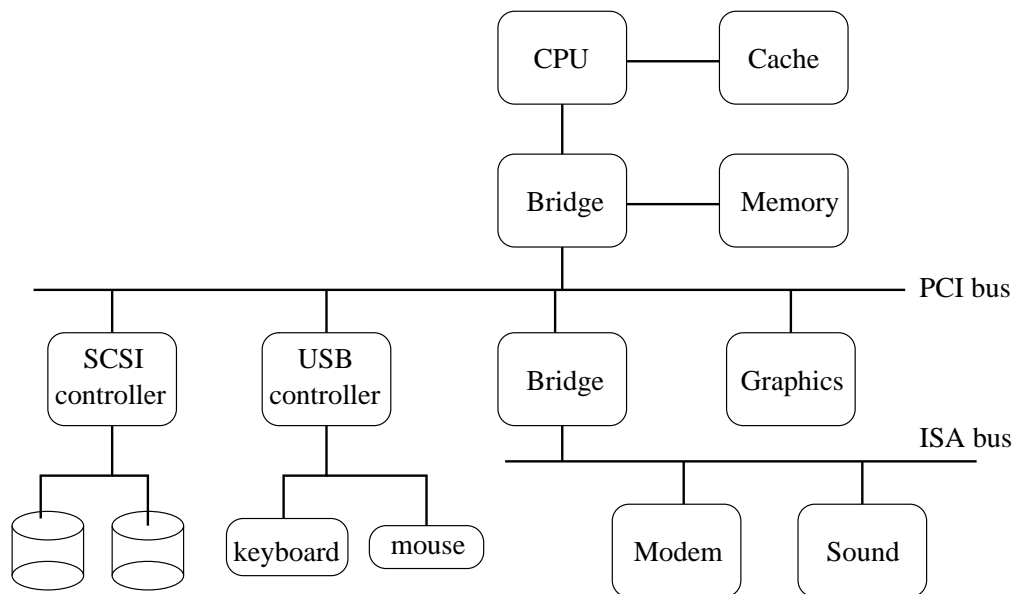 CPU
Cache
Bridge
Memory
PCI bus
SCSI
controller
USB
controller
Bridge
Graphics
ISA bus
keyboard
mouse
Modem
Sound